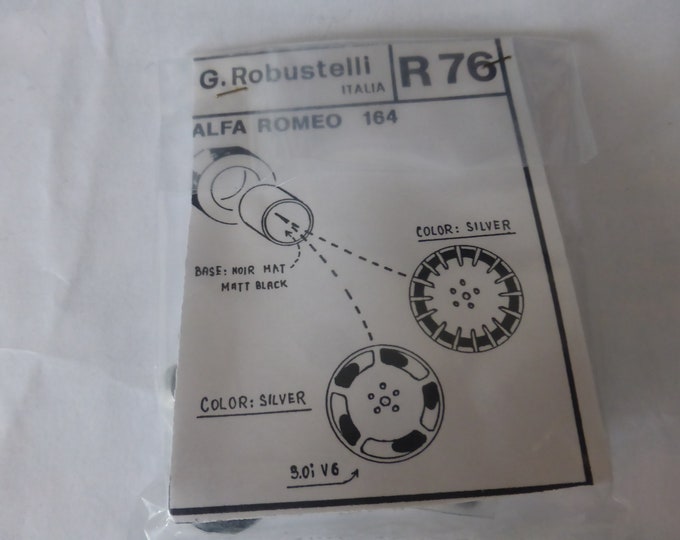 G. Robustelli
ITALIA
R 76
ALFA ROMEO 164
COLOR: SILVER
BASE: NOIR MAT
MATT BLACK
COLOR: SILVER
3.0i V6